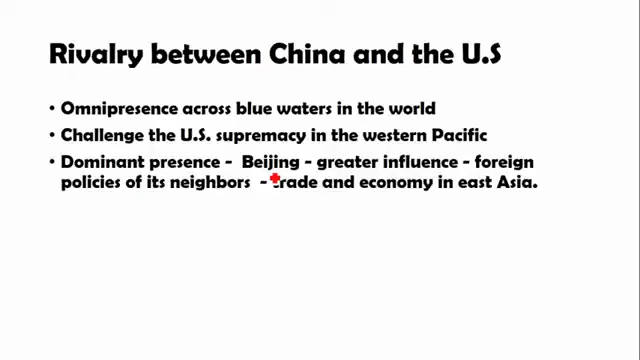 Rivalry between China and the U.S
• Omnipresence across blue waters in the world
• Challenge the U.S. supremacy in the western Pacific
• Dominant presence - Beijing - greater influence - foreign
policies of its neighbors - trade and economy in east Asia.